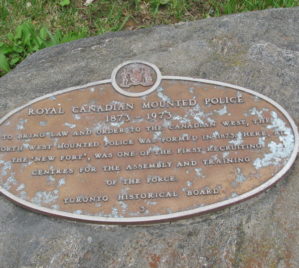 ROYAL CANADIAN MOUNTED POLICE
1873-1973
TO BRING LAW AND ORDER TO THE CANADIAN WEST, THE
NORTH-WEST MOUNTED POLICE WAS FORMED IN 1873. HERE AT
THE "NEW FORT", WAS ONE OF THE FIRST RECRUITING
CENTRES FOR THE ASSEMBLY AND TRAINING
OF THE FORCE.
TORONTO HISTORICAL BOARD